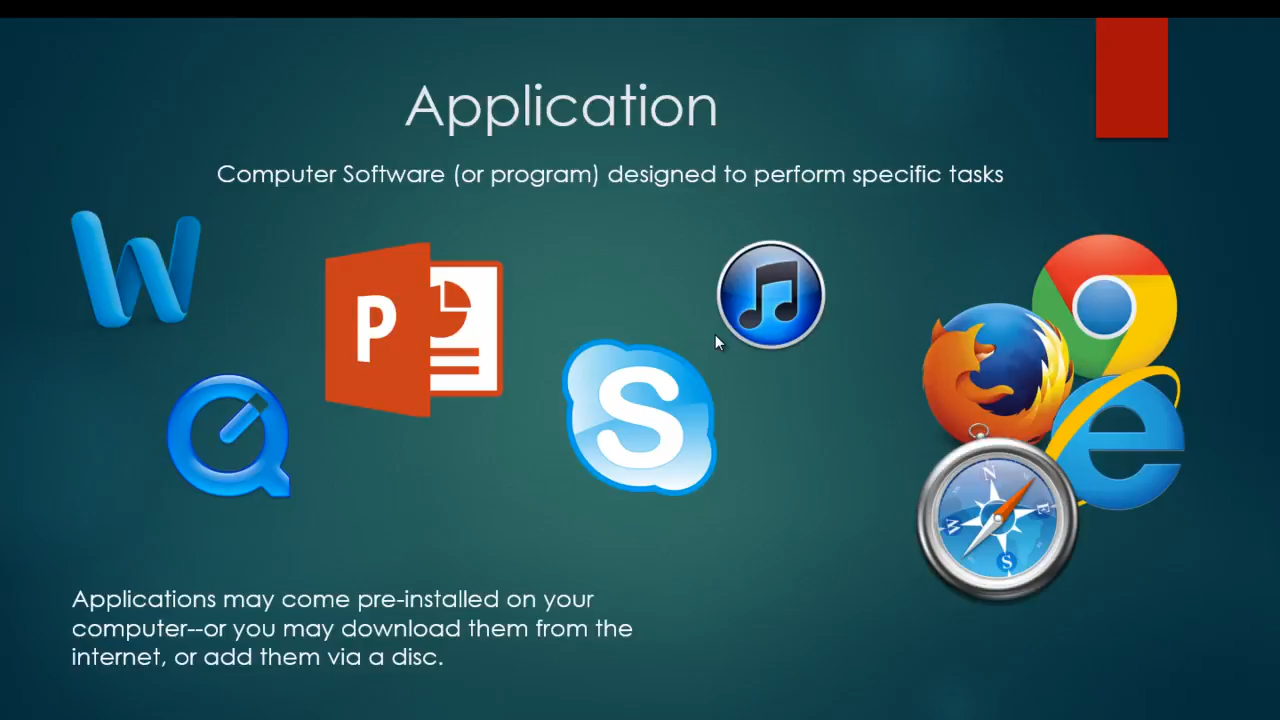 Application
Computer Software (or program) designed to perform specific tasks
W
P
S
N
E
W
S
Applications may come pre-installed on your
computer--or you may download them from the
internet, or add them via a disc.